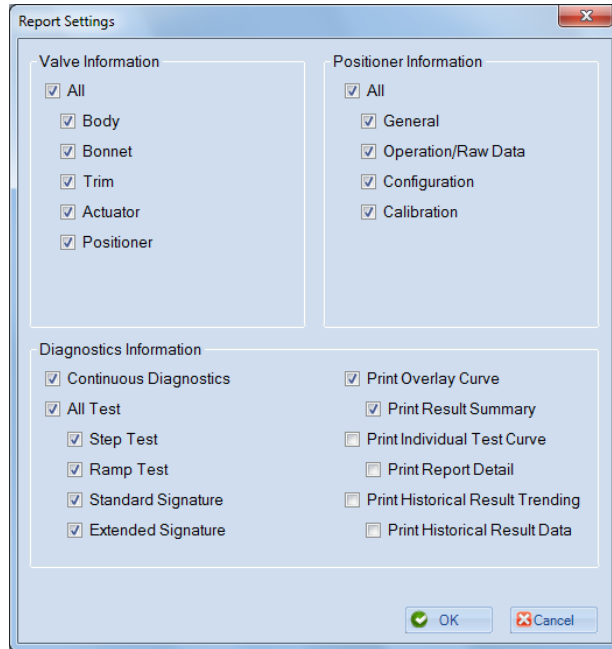 Report Settings
Valve Information
All
Body
Bonnet
Trim
Actuator
Positioner
Positioner Information
All
General
Operation/Raw Data
Configuration
Calibration
Diagnostics Information
Continuous Diagnostics
All Test
Step Test
Ramp Test
Standard Signature
Extended Signature
Print Overlay Curve
Print Result Summary
Print Individual Test Curve
Print Report Detail
Print Historical Result Trending
Print Historical Result Data
OK
Cancel